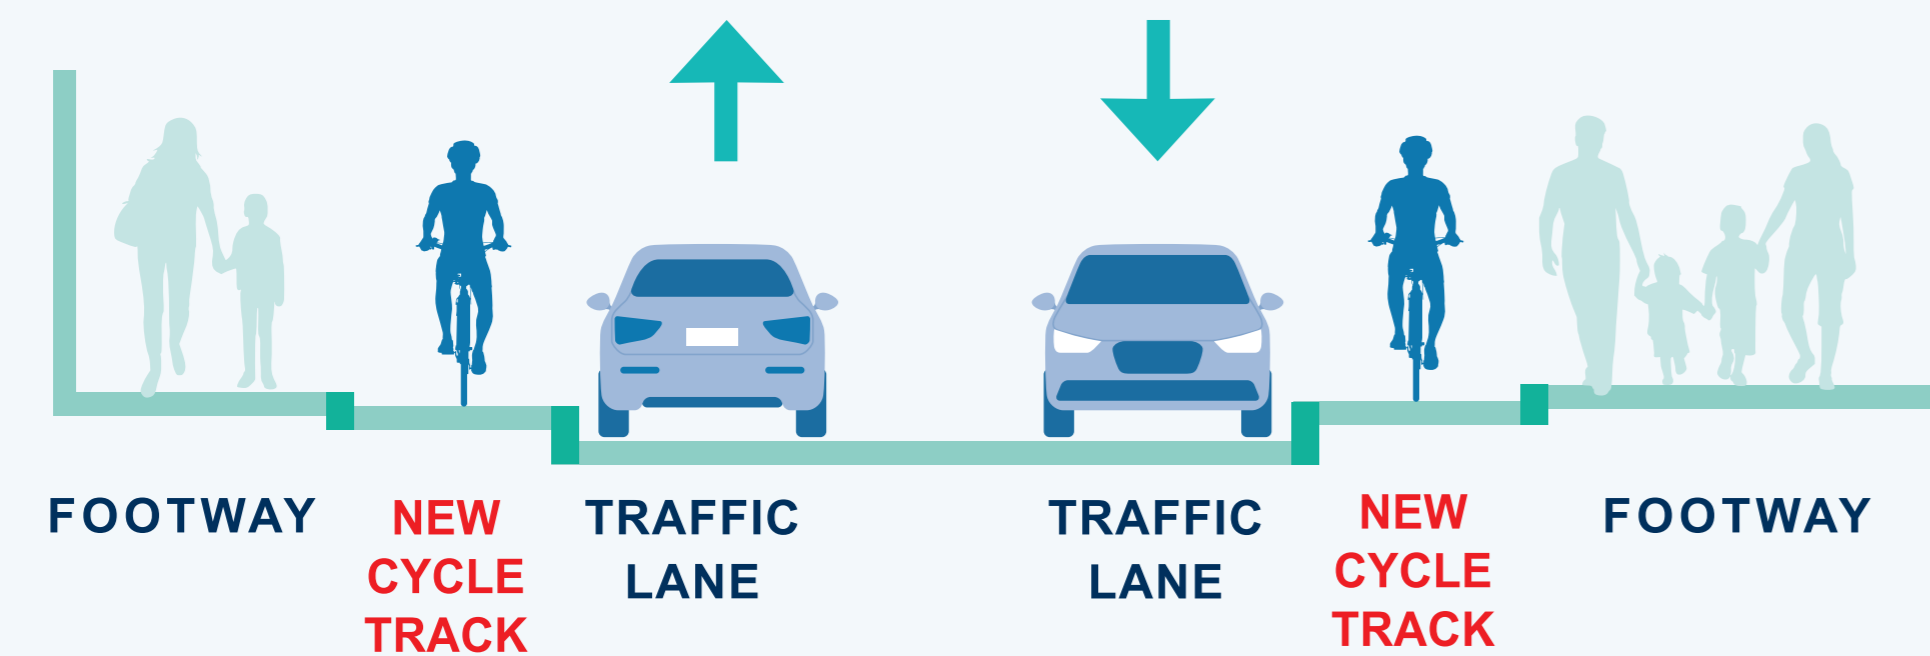 FOOTWAY
NEW
CYCLE
TRACK
TRAFFIC
LANE
TRAFFIC
LANE
NEW
CYCLE
TRACK
FOOTWAY